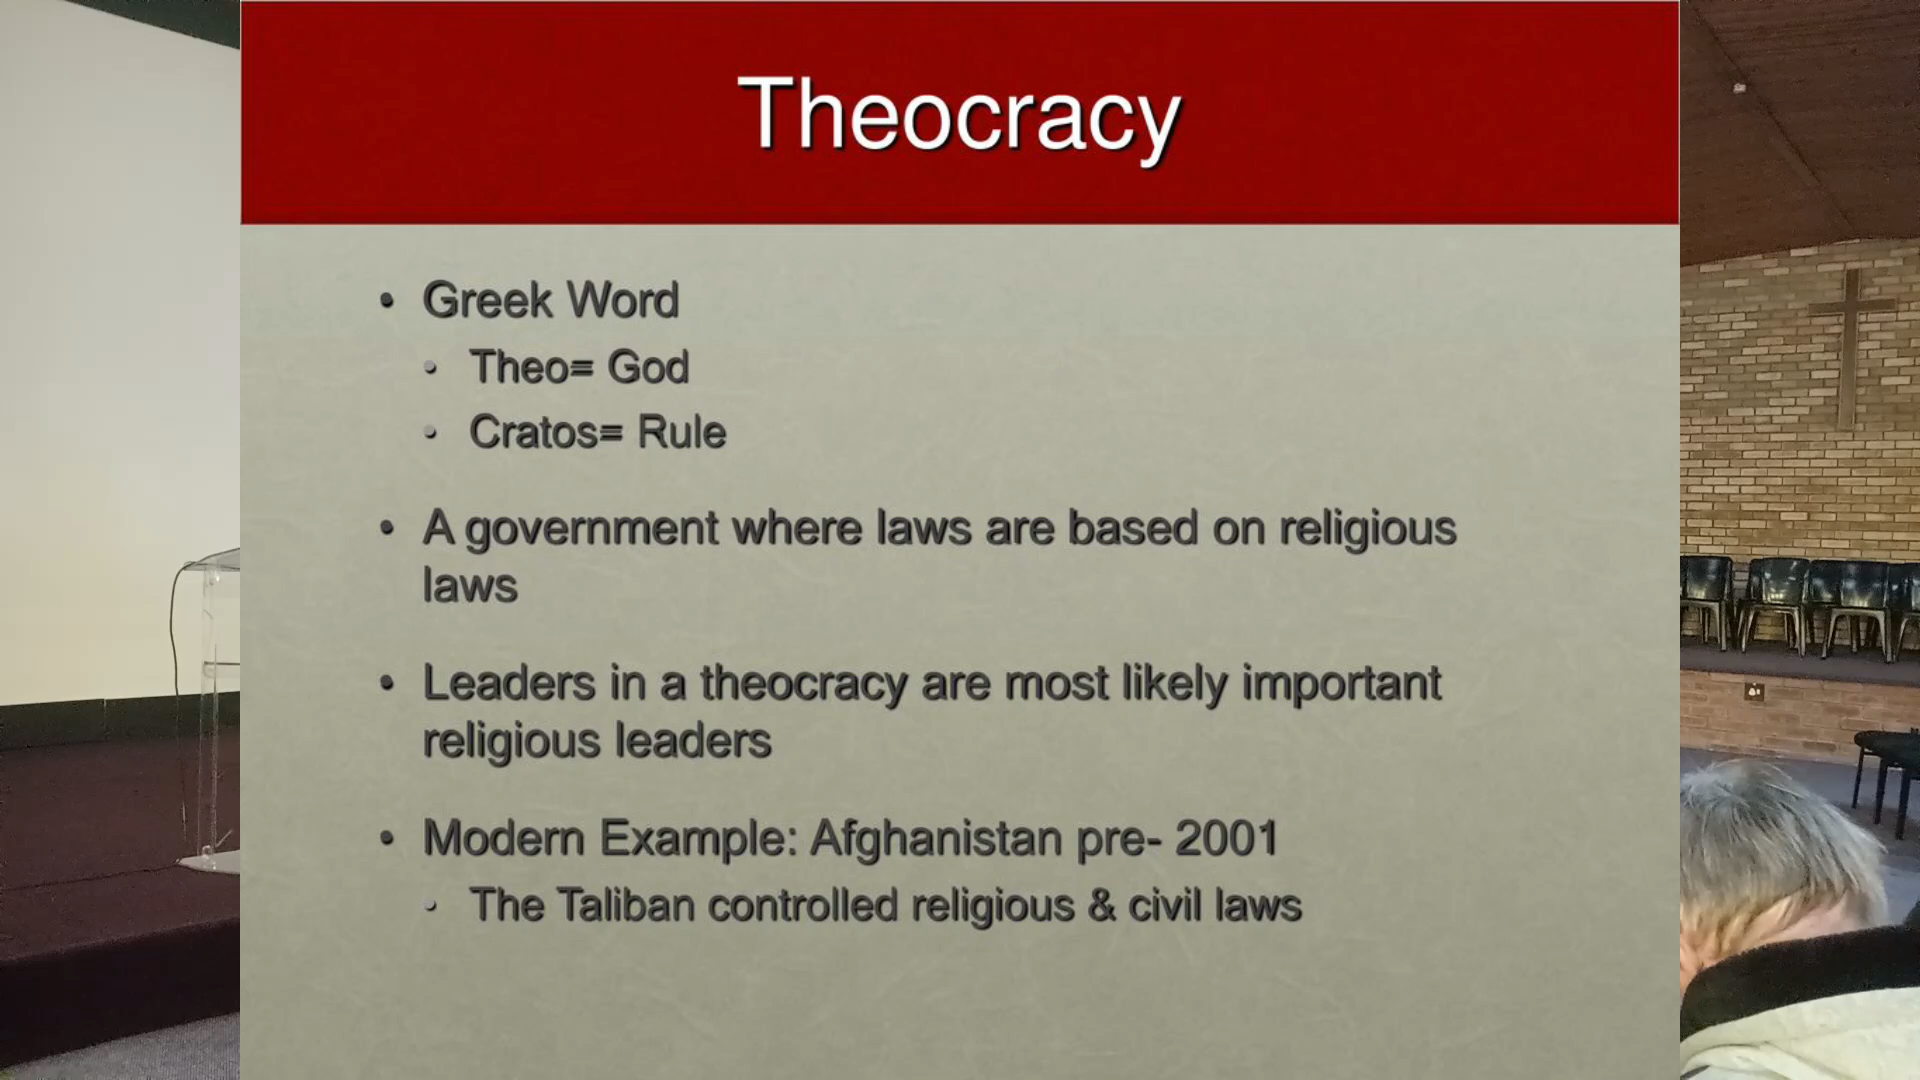 Theocracy
• Greek Word
• Theo= God
• Cratos= Rule
• A government where laws are based on religious
laws
• Leaders in a theocracy are most likely important
religious leaders
• Modern Example: Afghanistan pre- 2001
• The Taliban controlled religious & civil laws